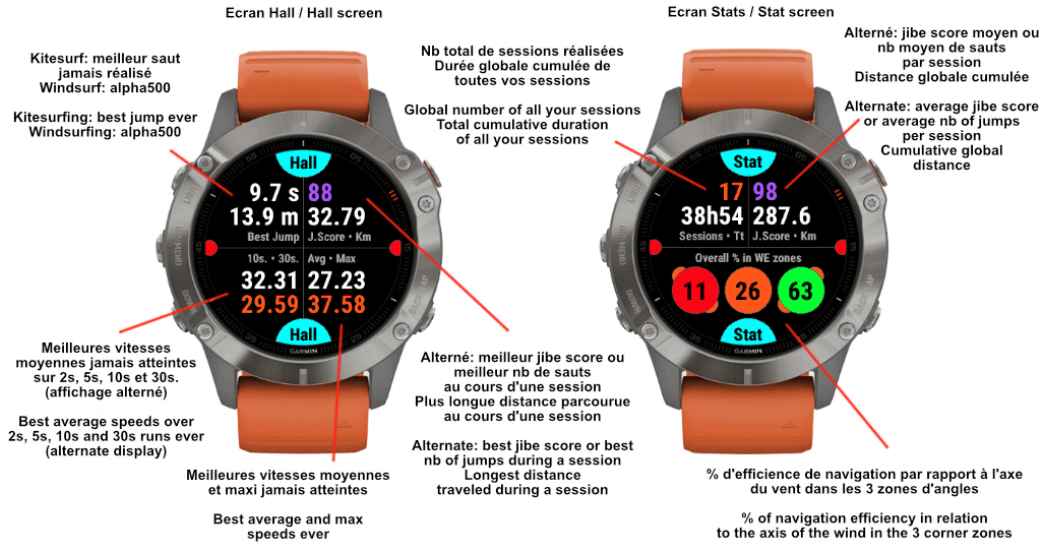 Ecran Hall / Hall screen
Kitesurf: meilleur saut
jamais réalisé
Windsurf: alpha500
Kitesurfing: best jump ever
Windsurfing: alpha500
Hall
9.7 s 88
13.9 m 32.79
Best Jump J.Score • Km
10s. • 30s. Avg • Max
32.31 27.23
29.59 37.58
Hall
GARMIN
Meilleures vitesses
moyennes jamais atteintes
sur 2s, 5s, 10s et 30s.
(affichage alterné)
Best average speeds over
2s, 5s, 10s and 30s runs ever
(alternate display)
Meilleures vitesses moyennes
et maxi jamais atteintes
Best average and max
speeds ever
Alterné: meilleur jibe score ou
meilleur nb de sauts
au cours d'une session
Plus longue distance parcourue
au cours d'une session
Alternate: best jibe score or best
nb of jumps during a session
Longest distance
traveled during a session
Ecran Stats / Stat screen
Nb total de sessions réalisées
Durée globale cumulée de
toutes vos sessions
Global number of all your sessions
Total cumulative duration
of all your sessions
Alterné: jibe score moyen ou
nb moyen de sauts
par session
Distance globale cumulée
Alternate: average jibe score
or average nb of jumps
per session
Cumulative global
distance
Stat
17 98
38h54 287.6
Sessions • Tt J.Score • Km
Overall % in WE zones
11 26 63
Stat
GARMIN
% d'efficience de navigation par rapport à l'axe
du vent dans les 3 zones d'angles
% of navigation efficiency in relation
to the axis of the wind in the 3 corner zones